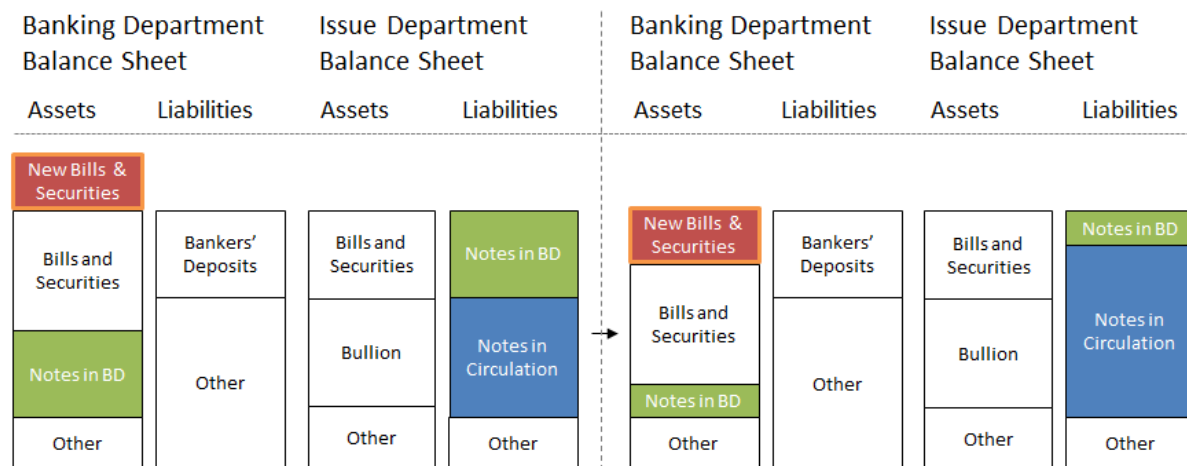 Banking Department
Balance Sheet
Issue Department
Balance Sheet
Banking Department
Balance Sheet
Issue Department
Balance Sheet
Assets
Liabilities
Assets
Liabilities
Assets
Liabilities
Assets
Liabilities
New Bills &
Securities
Bills and
Securities
Notes in BD
Other
Bankers'
Deposits
Other
Bills and
Securities
Bullion
Other
Notes in BD
Notes in
Circulation
Other
New Bills &
Securities
Bills and
Securities
Notes in BD
Other
Bankers'
Deposits
Other
Bills and
Securities
Bullion
Other
Notes in BD
Notes in
Circulation
Other